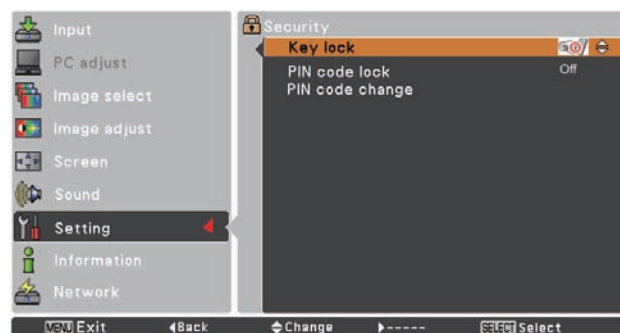 Input
PC adjust
Image select
Image adjust
Screen
Sound
Setting
Information
Network
Security
Key lock
PIN code lock Off
PIN code change
MENU Exit ◀Back Change ▶----- SELECT Select